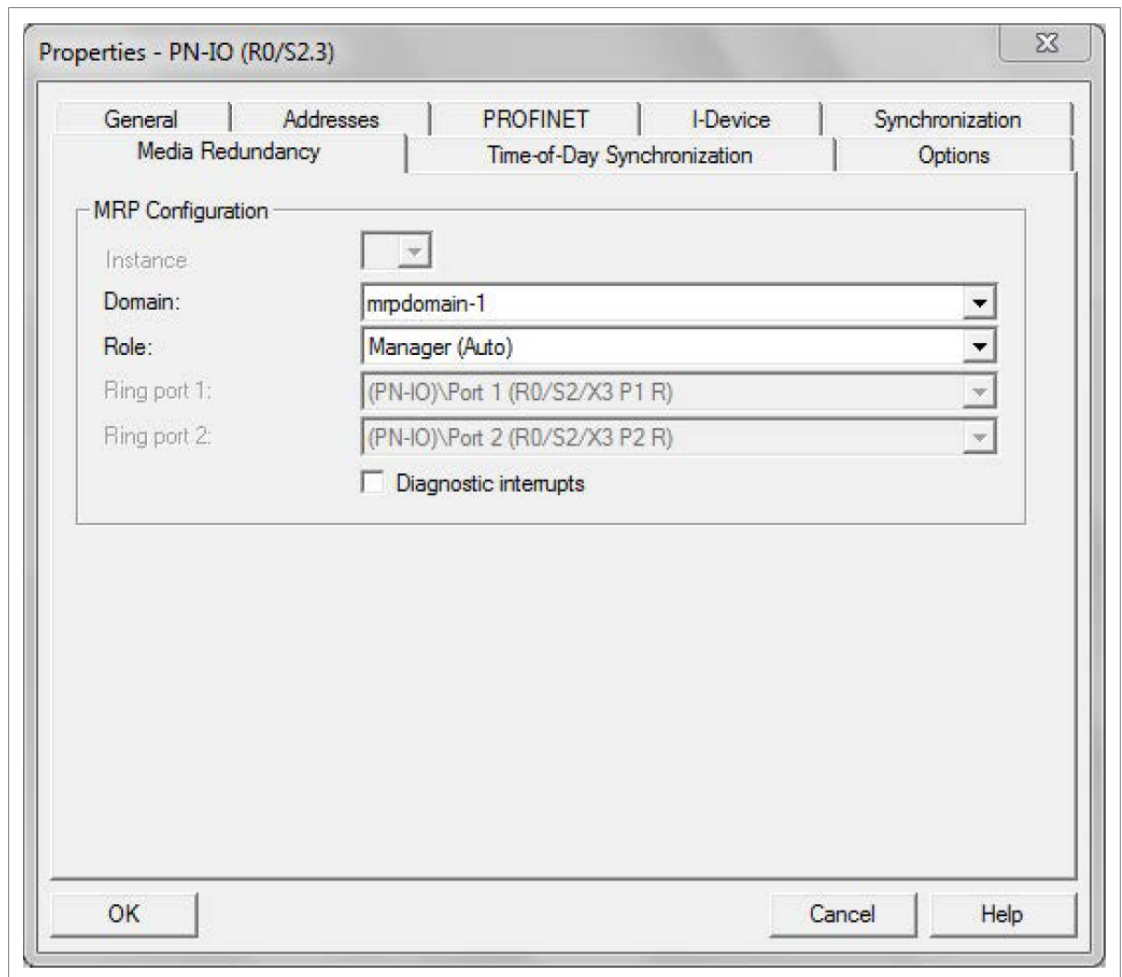 Properties - PN-IO (R0/S2.3)
General Addresses PROFINET I-Device Synchronization
Media Redundancy Time-of-Day Synchronization Options
MRP Configuration
Instance
Domain: mrpdomain-1
Role: Manager (Auto)
Ring port 1: (PN-IO)\Port 1 (R0/S2/X3 P1 R)
Ring port 2: (PN-IO)\Port 2 (R0/S2/X3 P2 R)
Diagnostic interrupts
OK Cancel Help